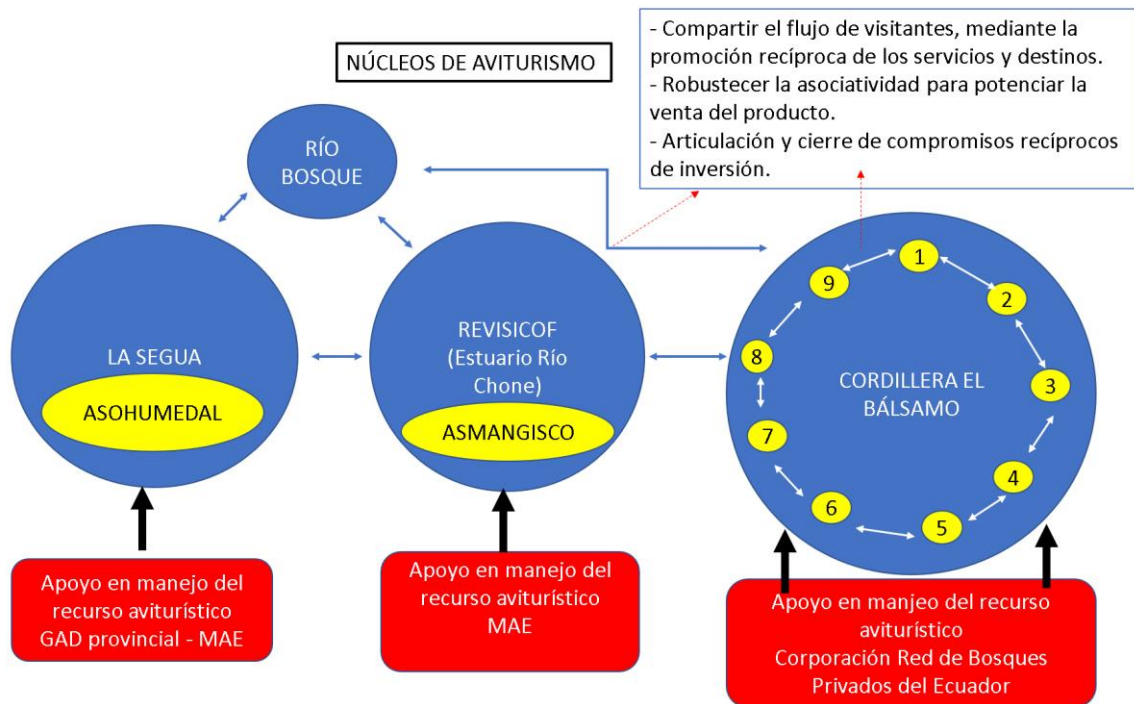 NÚCLEOS DE AVITURISMO
- Compartir el flujo de visitantes, mediante la
promoción recíproca de los servicios y destinos.
- Robustecer la asociatividad para potenciar la
venta del producto.
- Articulación y cierre de compromisos recíprocos
de inversión.
RÍO
BOSQUE
LA SEGUA
ASOHUMEDAL
REVISICOF
(Estuario Río
Chone)
ASMANGISCO
CORDILLERA EL
BÁLSAMO
1
2
3
4
5
6
7
8
9
Apoyo en manejo del
recurso aviturístico
GAD provincial - MAE
Apoyo en manejo del
recurso aviturístico
MAE
Apoyo en manjeo del recurso
aviturístico
Corporación Red de Bosques
Privados del Ecuador